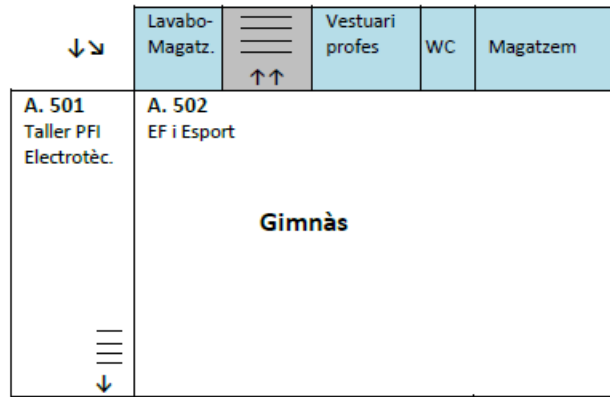 Lavabo-
Magatz.
Vestuari
profes
WC
Magatzem
↓↘
↑↑
A. 501
Taller PFI
Electrotèc.
A. 502
EF i Esport
Gimnàs
↓